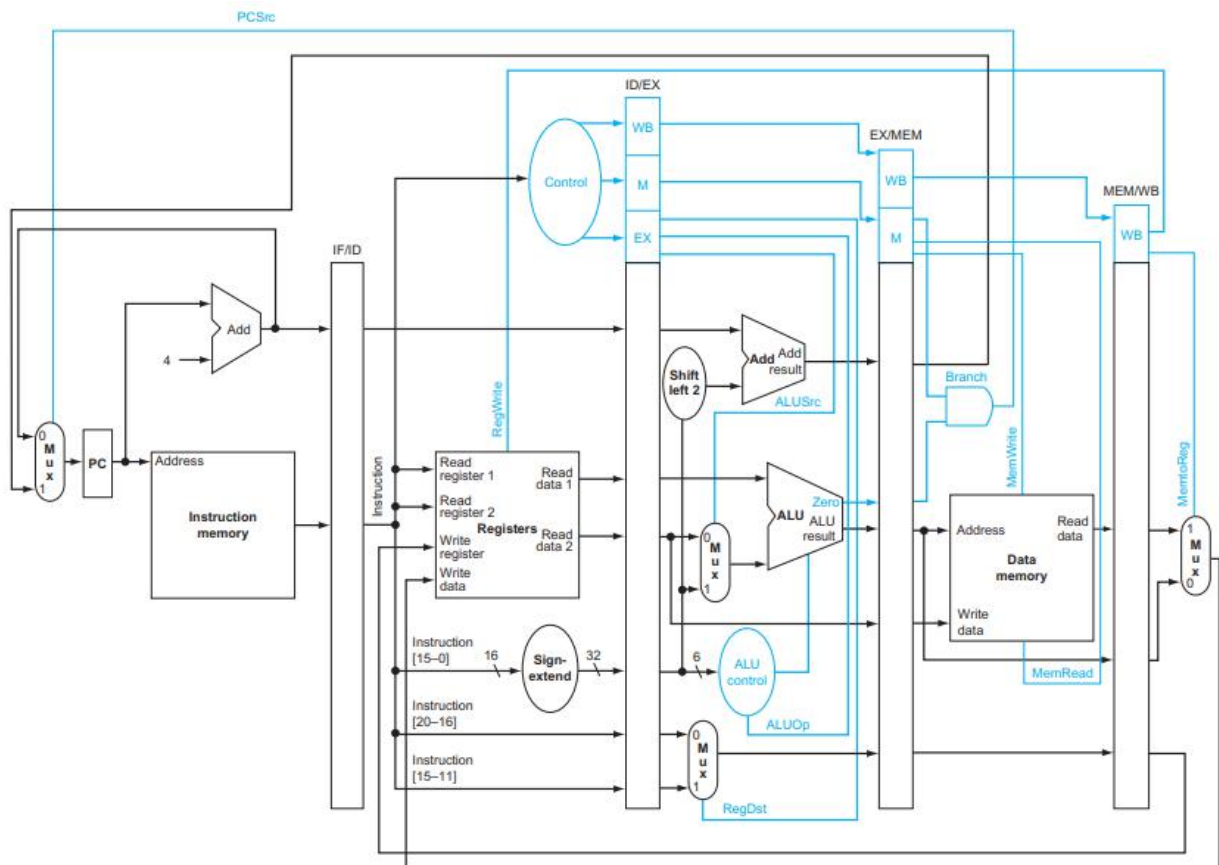 PCSrc
ID/EX
WB
EX/MEM
Control
M
WB
MEM/WB
EX
M
WB
IF/ID
Add
4
Shift
left 2
Add
Add
result
Branch
ALUSrc
RegWrite
MemWrite
MemtoReg
0
M
u
x
1
PC
Address
Instruction
memory
Instruction
Read
register 1
Read
register 2
Write
register
Write
data
Registers
Read
data 1
Read
data 2
0
M
u
x
1
Zero
ALU
ALU
result
Address
Read
data
Data
memory
Write
data
1
M
u
x
0
Instruction
[15–0]
16
Sign-
extend
32
6
ALU
control
MemRead
Instruction
[20–16]
ALUOp
0
M
u
x
1
Instruction
[15–11]
RegDst